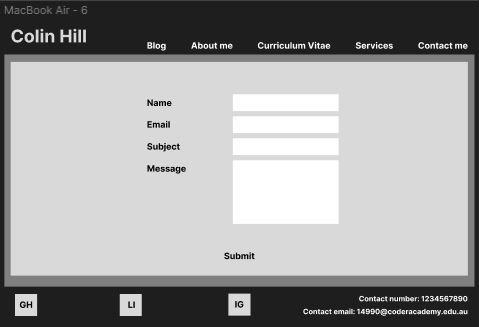 MacBook Air - 6
Colin Hill
Blog About me Curriculum Vitae Services Contact me
Name
Email
Subject
Message
Submit
GH LI IG
Contact number: 1234567890
Contact email: 14990@coderacademy.edu.au